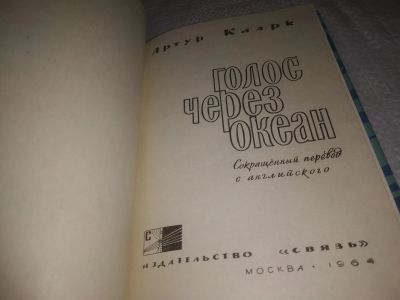 Артур Кларк
голос
через
океан
Сокращённый перевод
с английского
С
издательство «связь»
москва • 1964